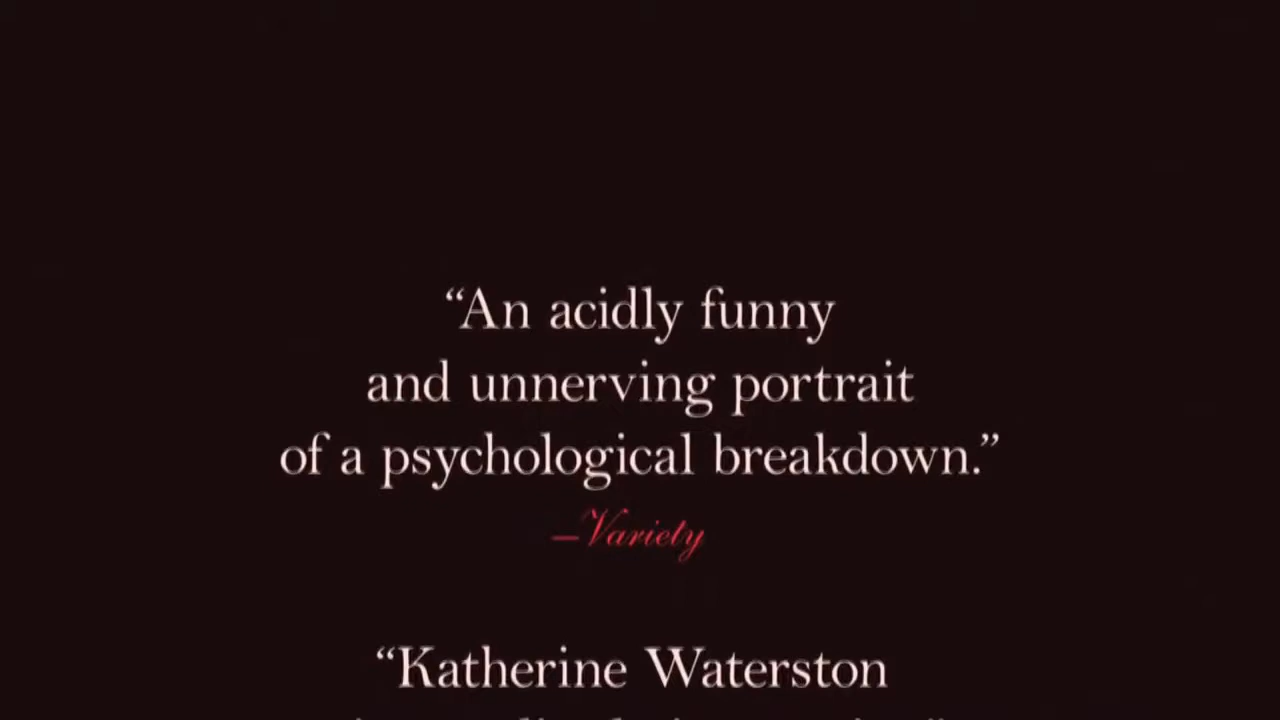 “An acidly funny
and unnerving portrait
of a psychological breakdown.”
—Variety
“Katherine Waterston